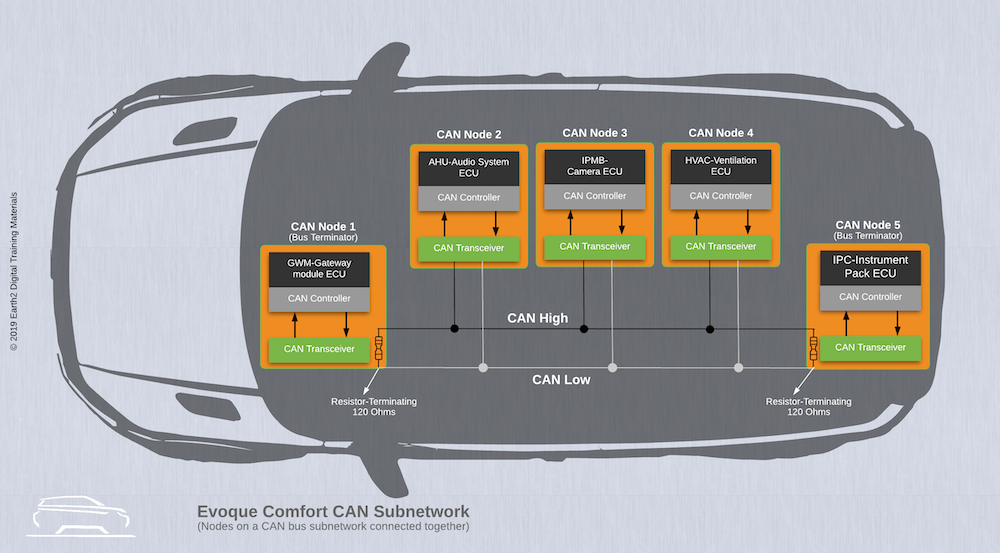 CAN Node 2
CAN Node 3
CAN Node 4
AHU-Audio System
ECU
CAN Controller
CAN Transceiver
IPMB-
Camera ECU
CAN Controller
CAN Transceiver
HVAC-Ventilation
ECU
CAN Controller
CAN Transceiver
CAN Node 1
(Bus Terminator)
GWM-Gateway
module ECU
CAN Controller
CAN Transceiver
CAN Node 5
(Bus Terminator)
IPC-Instrument
Pack ECU
CAN Controller
CAN Transceiver
CAN High
CAN Low
Resistor-Terminating
120 Ohms
Resistor-Terminating
120 Ohms
© 2019 Earth2 Digital Training Materials
Evoque Comfort CAN Subnetwork
(Nodes on a CAN bus subnetwork connected together)